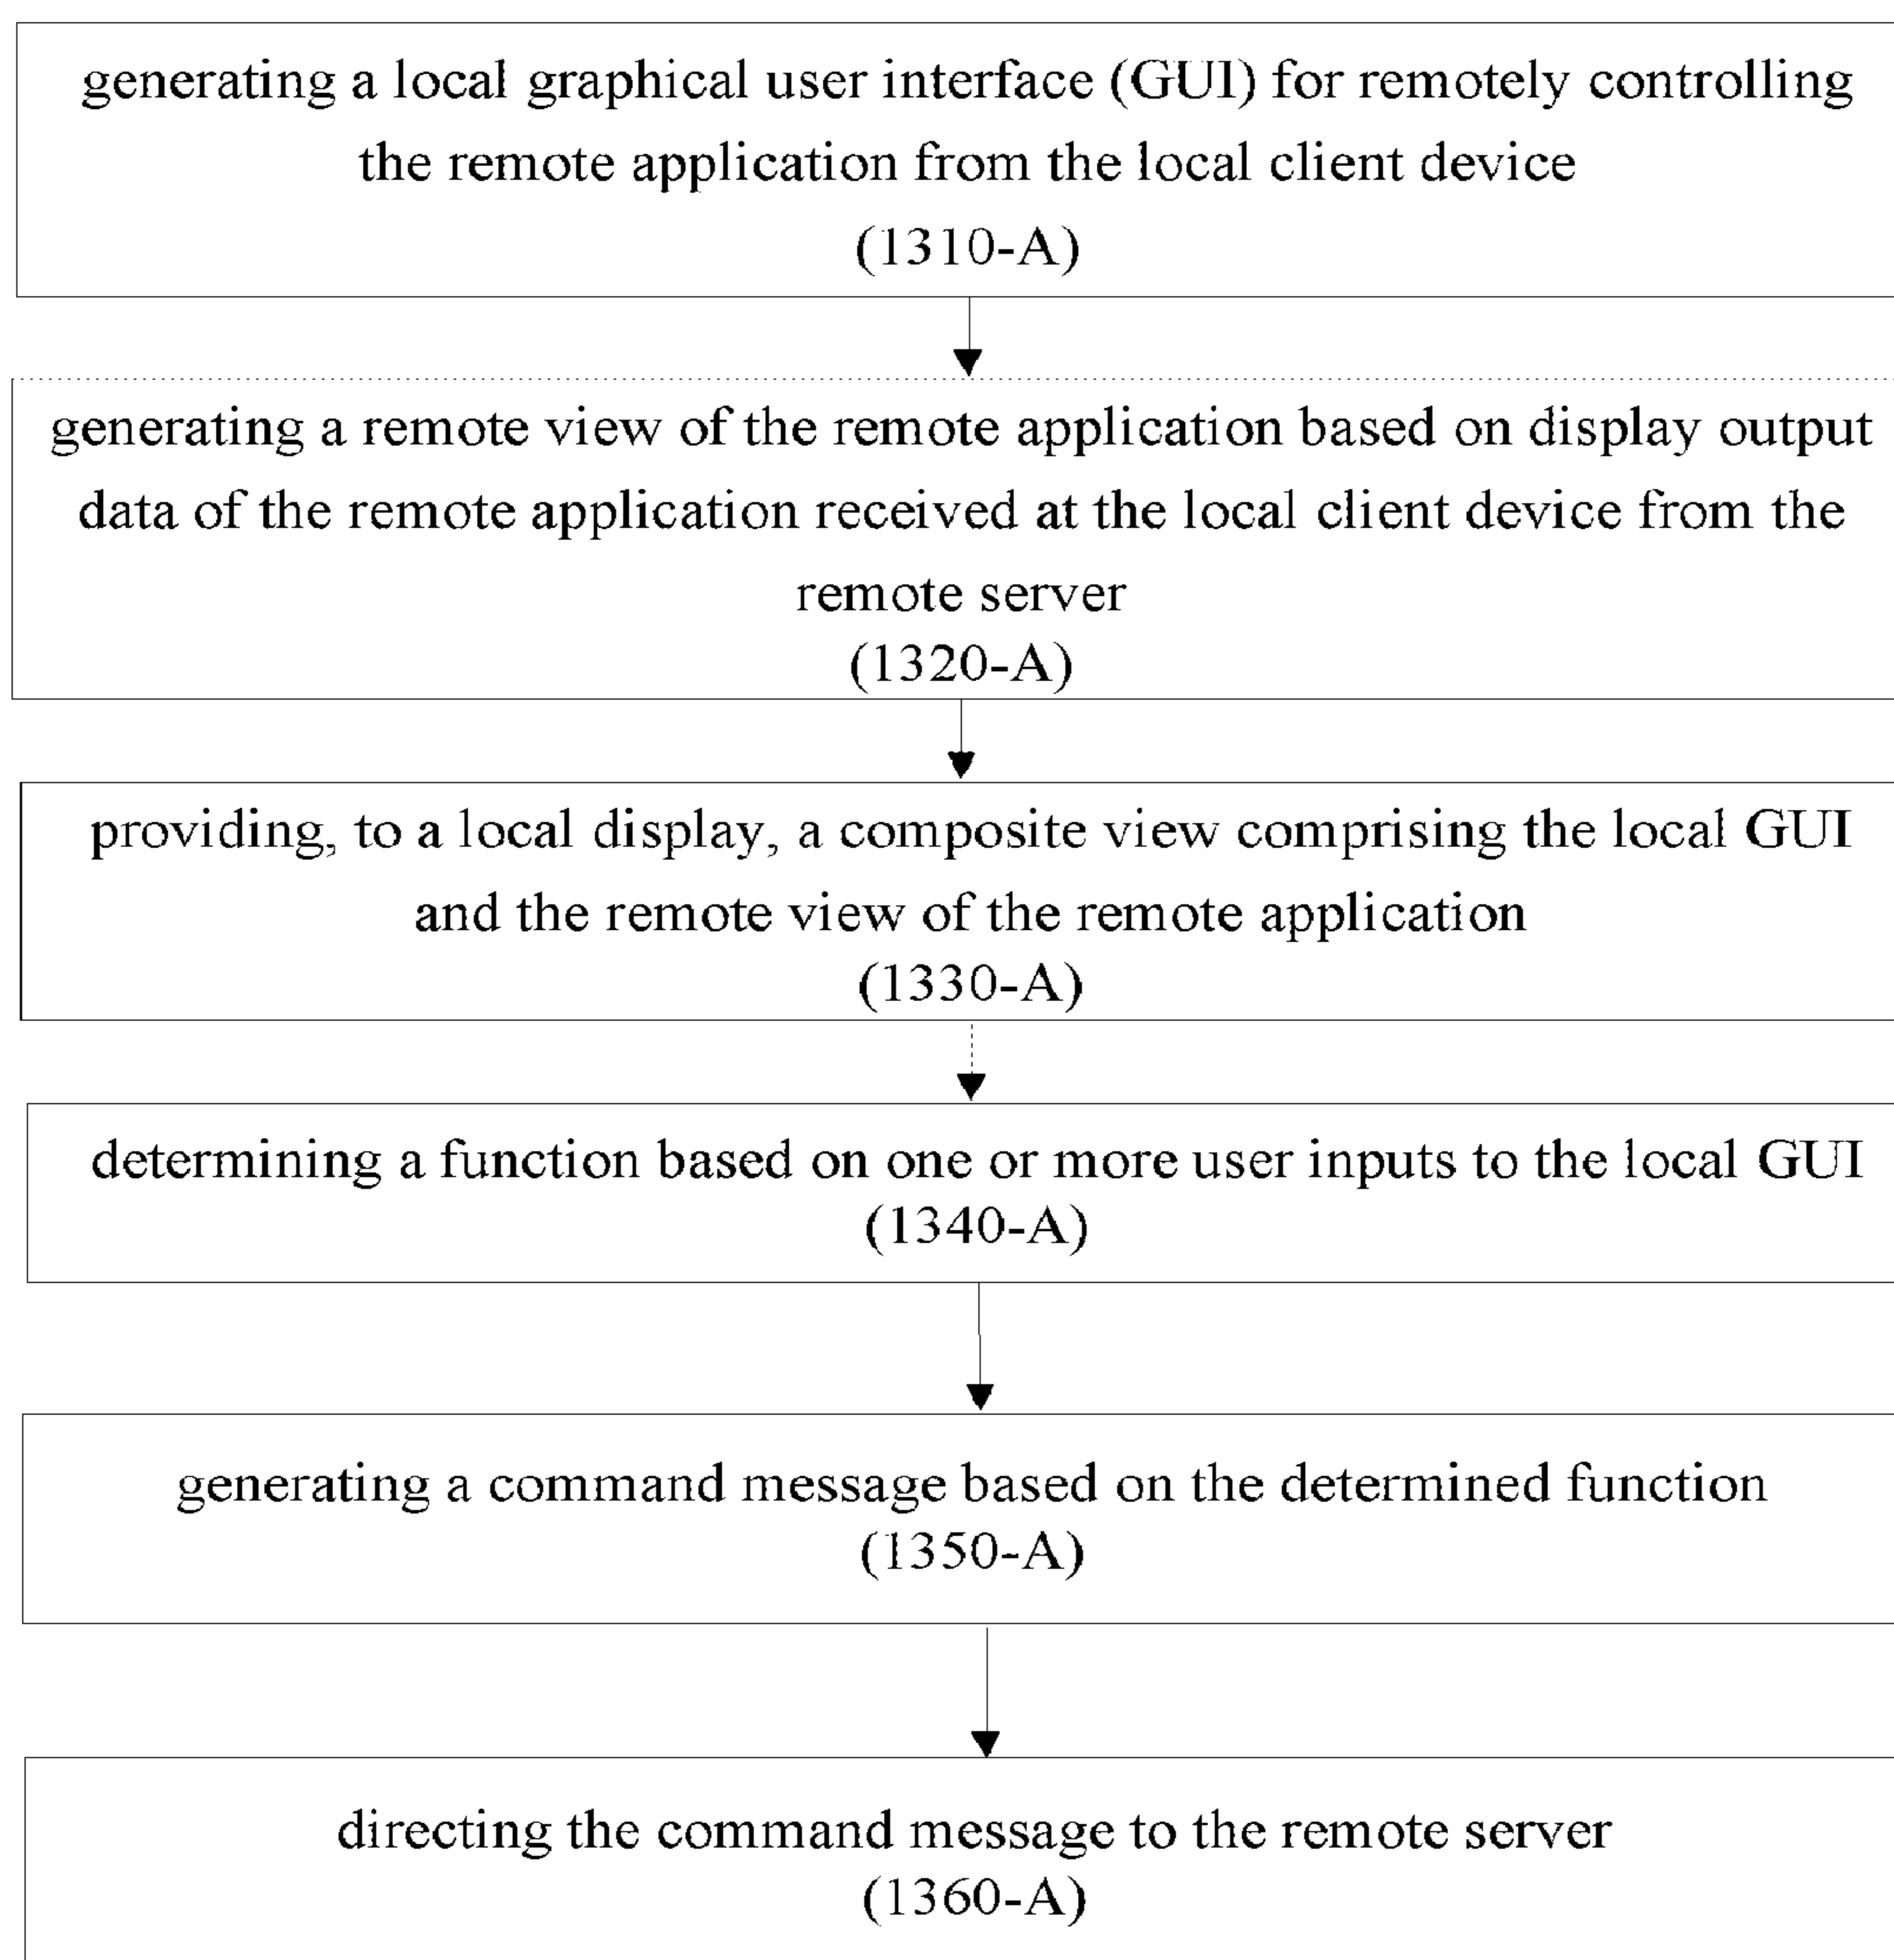 generating a local graphical user interface (GUI) for remotely controlling
the remote application from the local client device
(1310-A)
generating a remote view of the remote application based on display output
data of the remote application received at the local client device from the
remote server
(1320-A)
providing, to a local display, a composite view comprising the local GUI
and the remote view of the remote application
(1330-A)
determining a function based on one or more user inputs to the local GUI
(1340-A)
generating a command message based on the determined function
(1350-A)
directing the command message to the remote server
(1360-A)